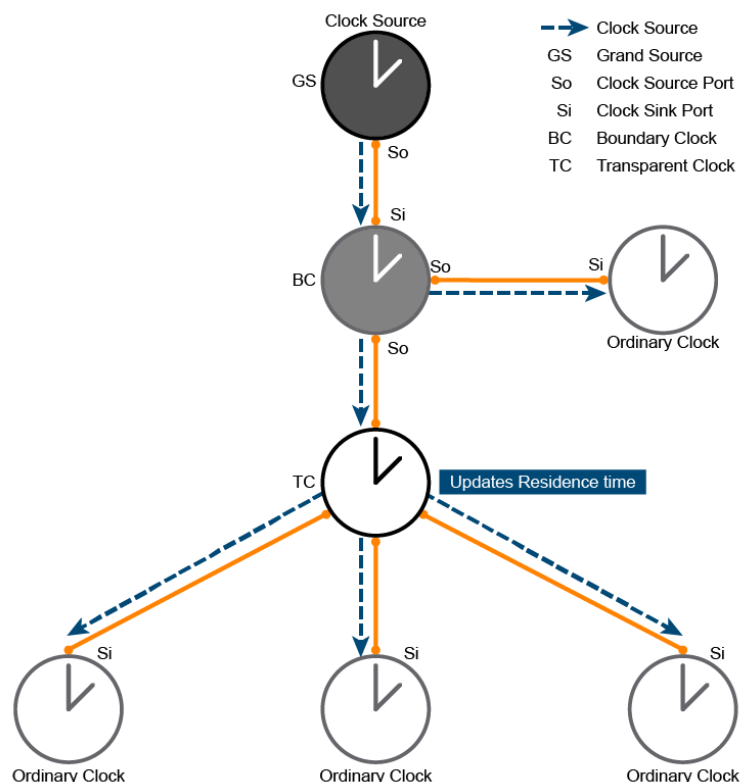 Clock Source
GS
So
Clock Source
GS Grand Source
So Clock Source Port
Si Clock Sink Port
BC Boundary Clock
TC Transparent Clock
Si
BC
So
Si
Ordinary Clock
So
TC
Updates Residence time
Si
Si
Si
Ordinary Clock
Ordinary Clock
Ordinary Clock